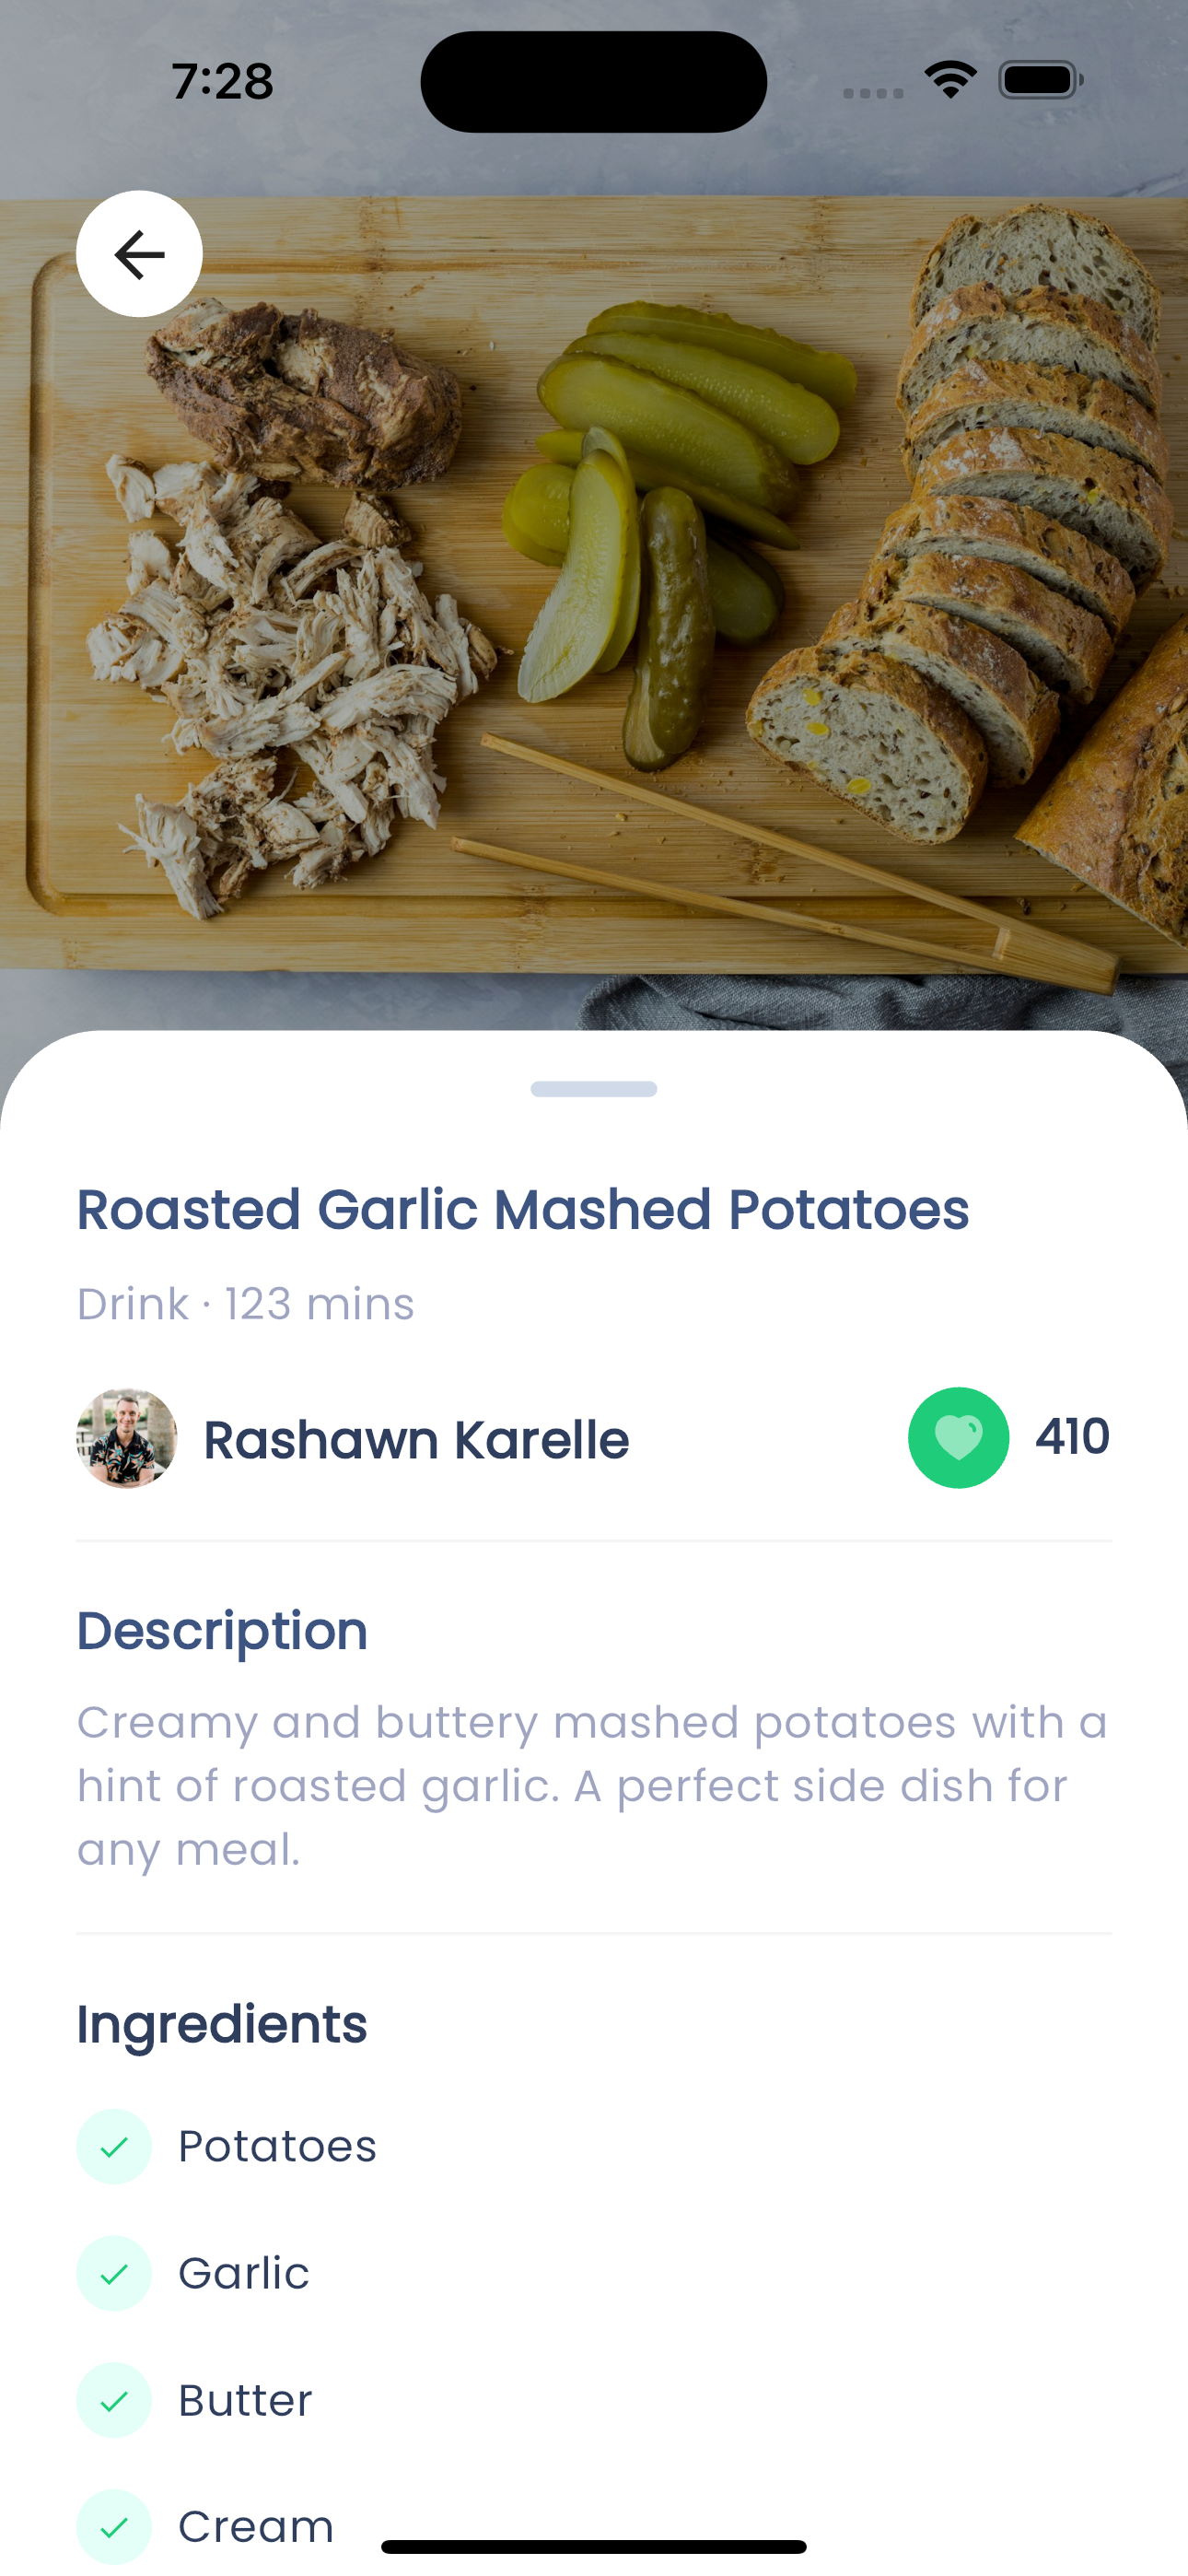 7:28
Roasted Garlic Mashed Potatoes
Drink · 123 mins
Rashawn Karelle
410
Description
Creamy and buttery mashed potatoes with a
hint of roasted garlic. A perfect side dish for
any meal.
Ingredients
Potatoes
Garlic
Butter
Cream